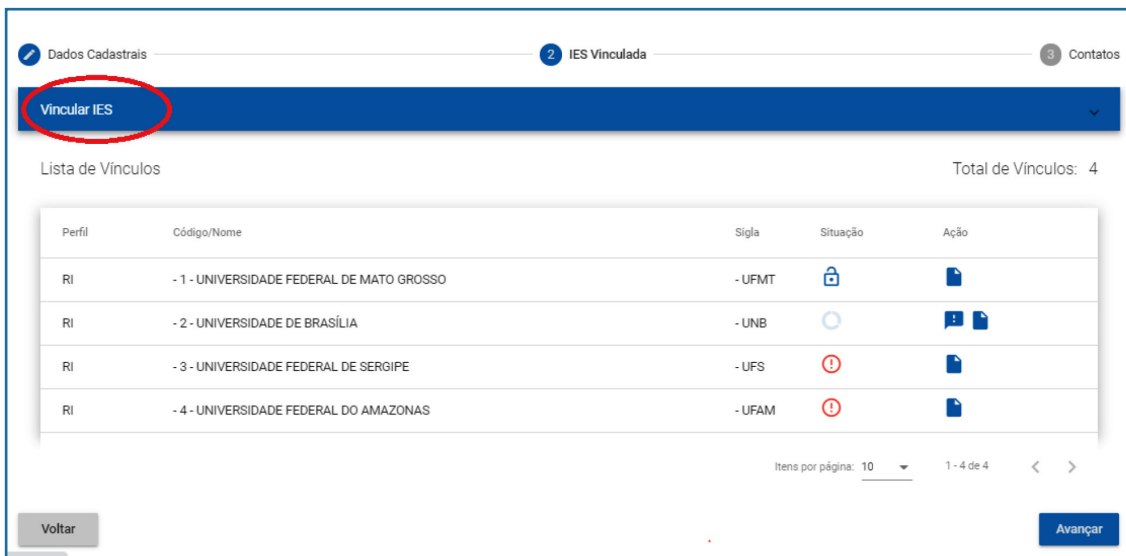 Dados Cadastrais 2 IES Vinculada 3 Contatos
Vincular IES
Lista de Vínculos Total de Vínculos: 4
Perfil Código/Nome Sigla Situação Ação
RI - 1 - UNIVERSIDADE FEDERAL DE MATO GROSSO - UFMT
RI - 2 - UNIVERSIDADE DE BRASÍLIA - UNB
RI - 3 - UNIVERSIDADE FEDERAL DE SERGIPE - UFS
RI - 4 - UNIVERSIDADE FEDERAL DO AMAZONAS - UFAM
Itens por página: 10 1 - 4 de 4
Voltar Avançar